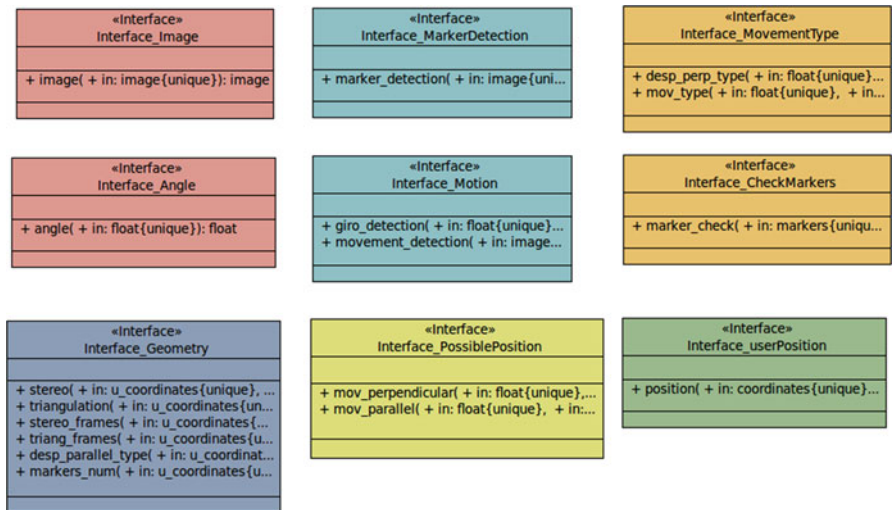 «Interface»
Interface_Image
+ image( + in: image{unique}): image
«Interface»
Interface_MarkerDetection
+ marker_detection( + in: image{uni...
«Interface»
Interface_MovementType
+ desp_perp_type( + in: float{unique}...
+ mov_type( + in: float{unique}, + in...
«Interface»
Interface_Angle
+ angle( + in: float{unique}): float
«Interface»
Interface_Motion
+ giro_detection( + in: float{unique}...
+ movement_detection( + in: image...
«Interface»
Interface_CheckMarkers
+ marker_check( + in: markers{uniqu...
«Interface»
Interface_Geometry
+ stereo( + in: u_coordinates{unique}, ...
+ triangulation( + in: u_coordinates{un...
+ stereo_frames( + in: u_coordinates{...
+ triang_frames( + in: u_coordinates{u...
+ desp_parallel_type( + in: u_coordinat...
+ markers_num( + in: u_coordinates{u...
«Interface»
Interface_PossiblePosition
+ mov_perpendicular( + in: float{unique},...
+ mov_parallel( + in: float{unique}, + in:...
«Interface»
Interface_userPosition
+ position( + in: coordinates{unique}...